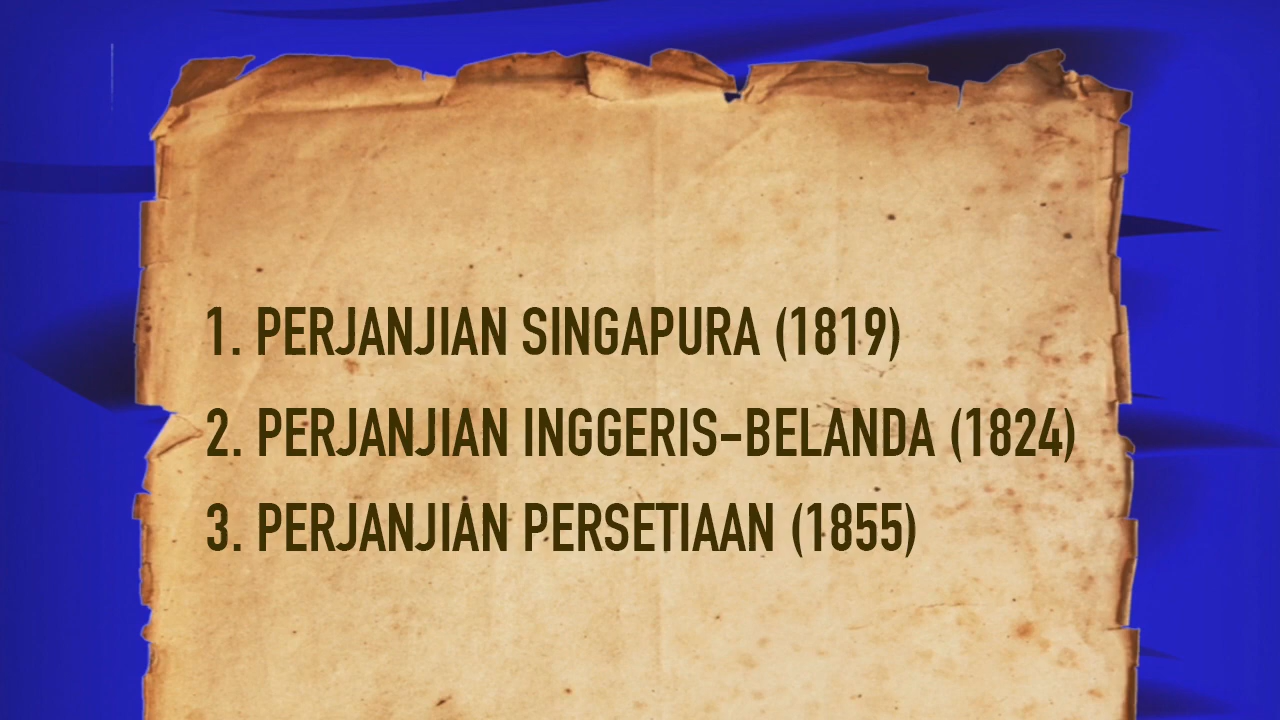 1. PERJANJIAN SINGAPURA (1819)
2. PERJANJIAN INGGERIS-BELANDA (1824)
3. PERJANJIAN PERSETIAAN (1855)